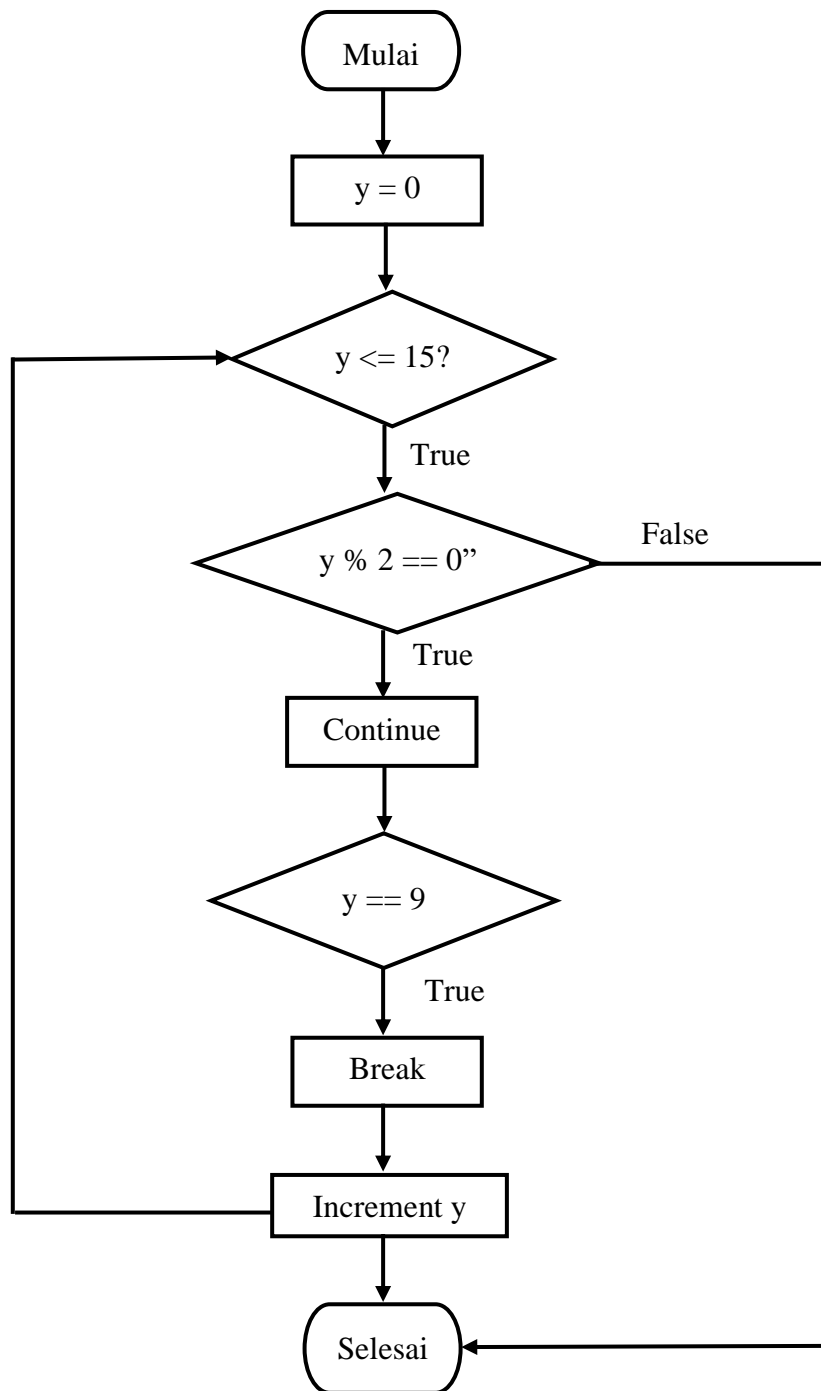 Mulai
y = 0
y <= 15?
True
y % 2 == 0”
False
True
Continue
y == 9
True
Break
Increment y
Selesai